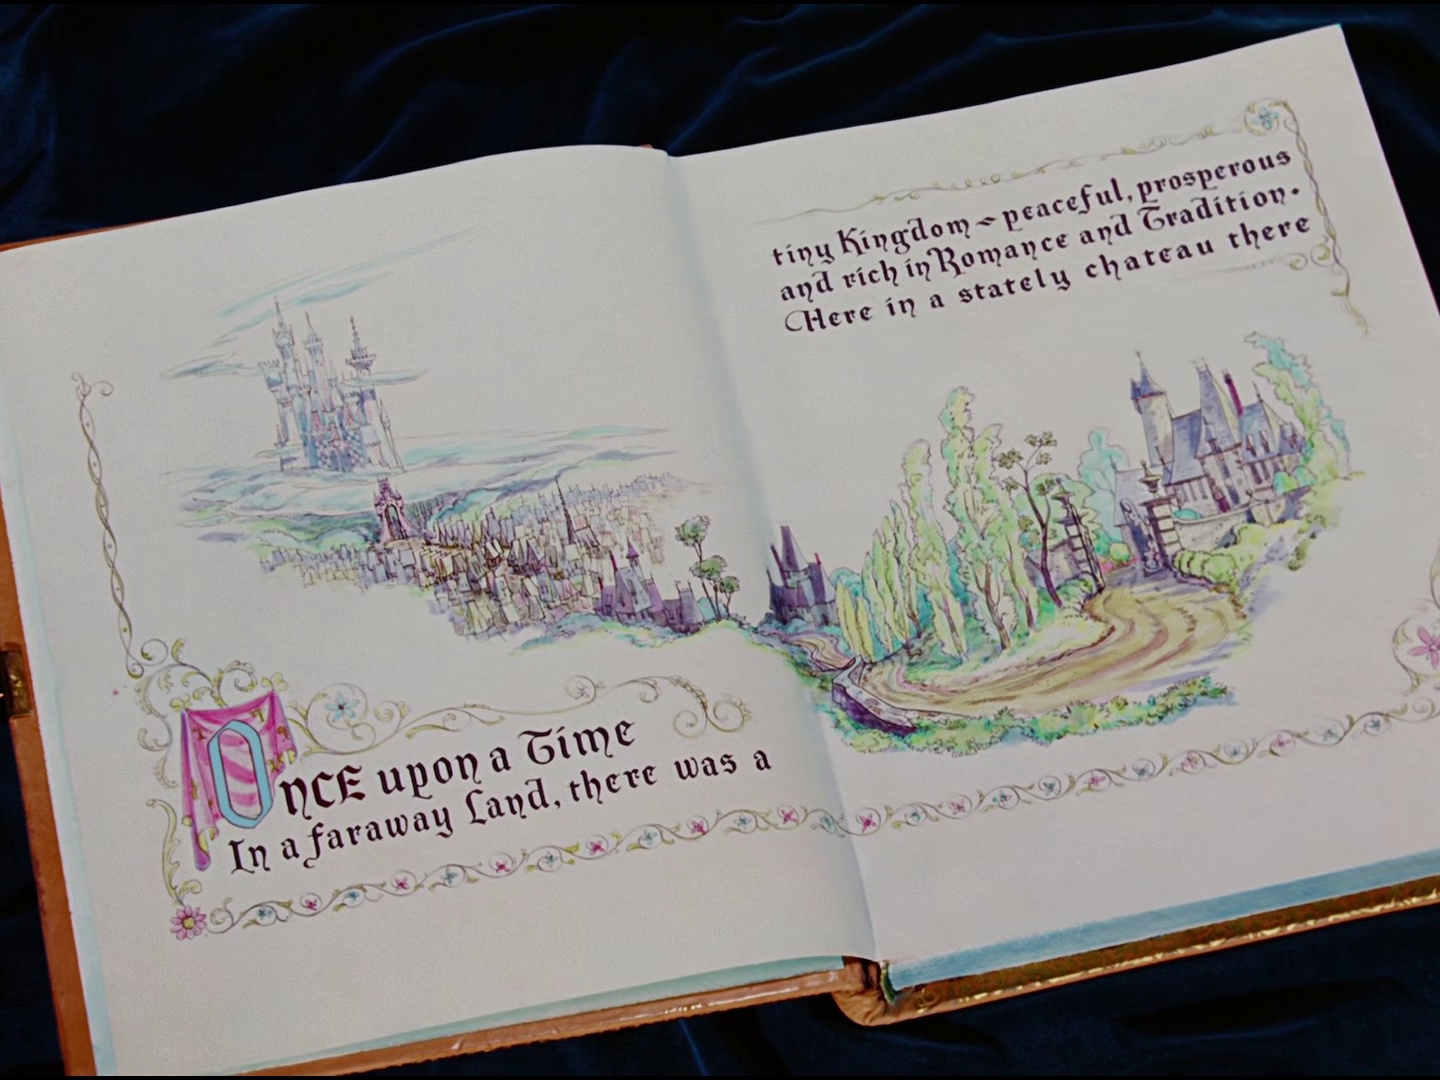 ONCE upon a Time
In a faraway Land, there was a
tiny Kingdom ~ peaceful, prosperous
and rich in Romance and Tradition.
Here in a stately chateau there